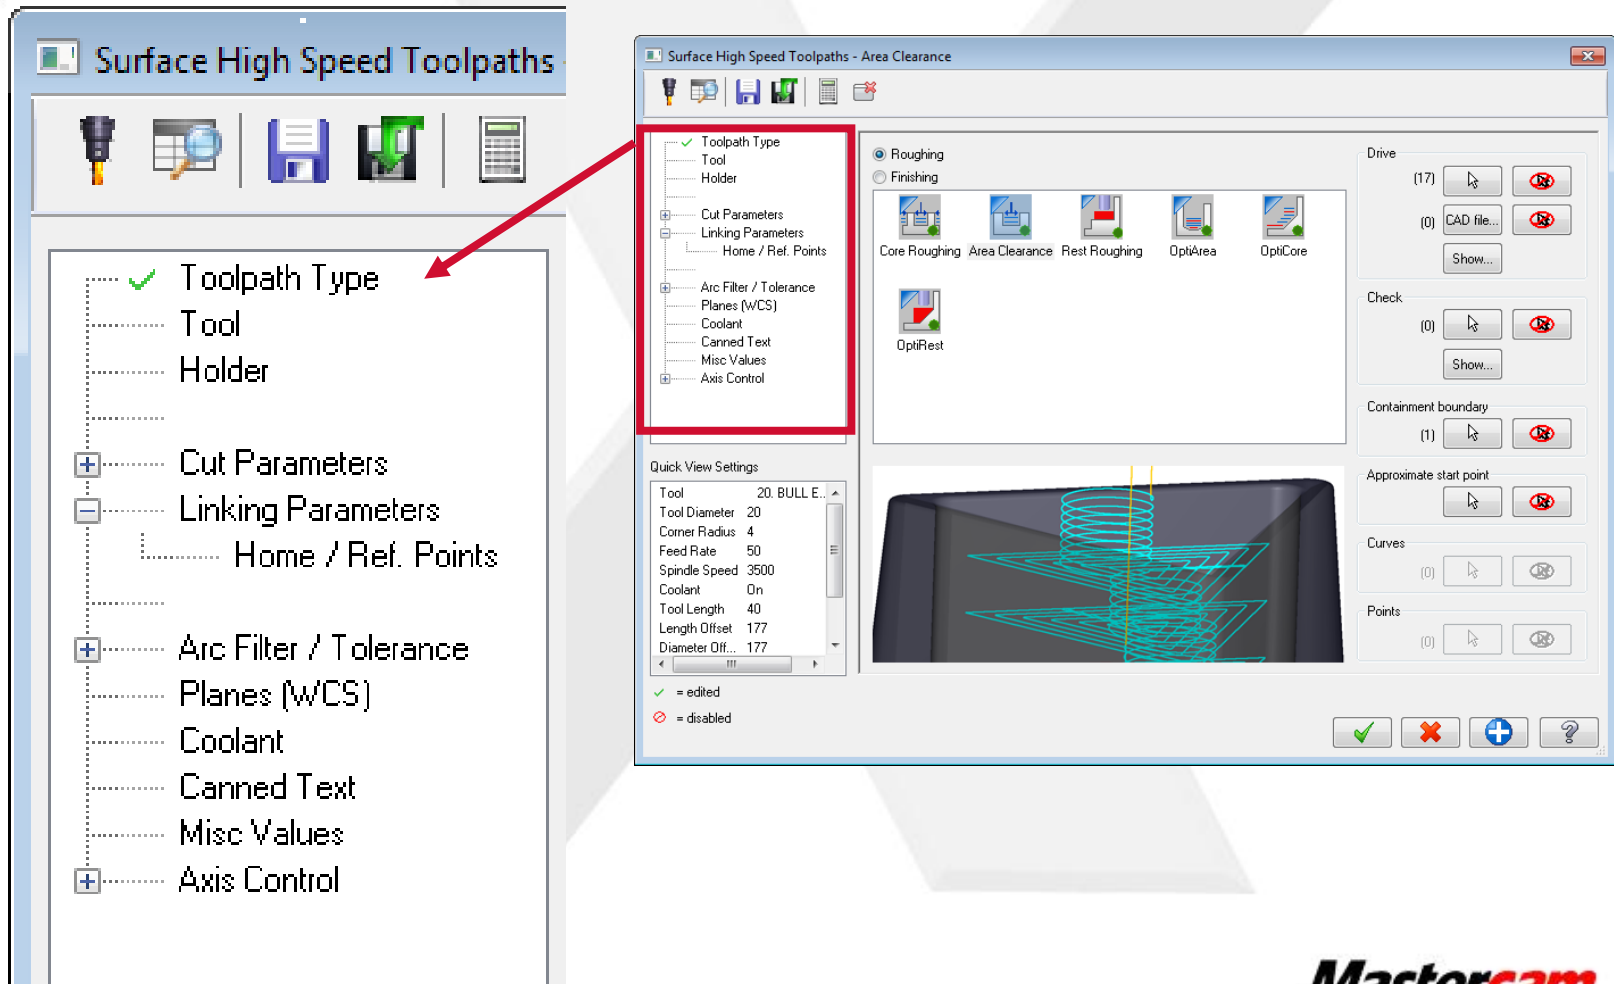 Surface High Speed Toolpaths
Toolpath Type
Tool
Holder
Cut Parameters
Linking Parameters
Home / Ref. Points
Arc Filter / Tolerance
Planes (WCS)
Coolant
Canned Text
Misc Values
Axis Control
Surface High Speed Toolpaths - Area Clearance
Toolpath Type
Tool
Holder
Cut Parameters
Linking Parameters
Home / Ref. Points
Arc Filter / Tolerance
Planes (WCS)
Coolant
Canned Text
Misc Values
Axis Control
Quick View Settings
Tool 20. BULL E...
Tool Diameter 20
Corner Radius 4
Feed Rate 50
Spindle Speed 3500
Coolant On
Tool Length 40
Length Offset 177
Diameter Off... 177
= edited
= disabled
Roughing
Finishing
Core Roughing Area Clearance Rest Roughing OptiArea OptiCore
OptiRest
Drive
(17)
(0) CAD file...
Show...
Check
(0)
Show...
Containment boundary
(1)
Approximate start point
Curves
(0)
Points
(0)
Mastercam